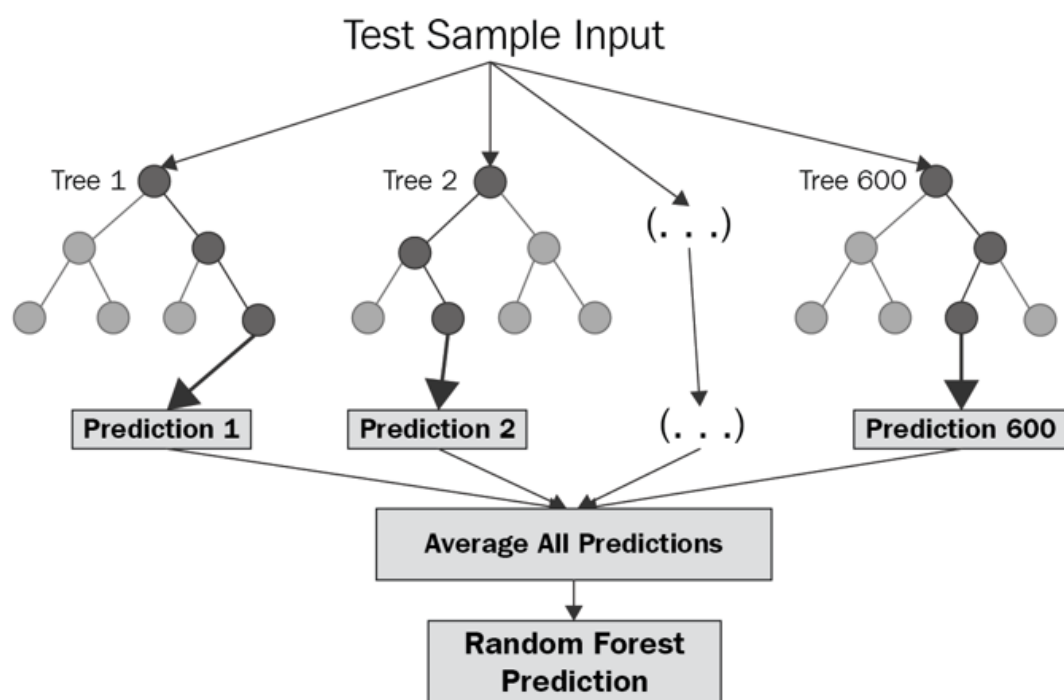 Test Sample Input
Tree 1
Tree 2
Tree 600
(. . .)
Prediction 1
Prediction 2
(. . .)
Prediction 600
Average All Predictions
Random Forest
Prediction